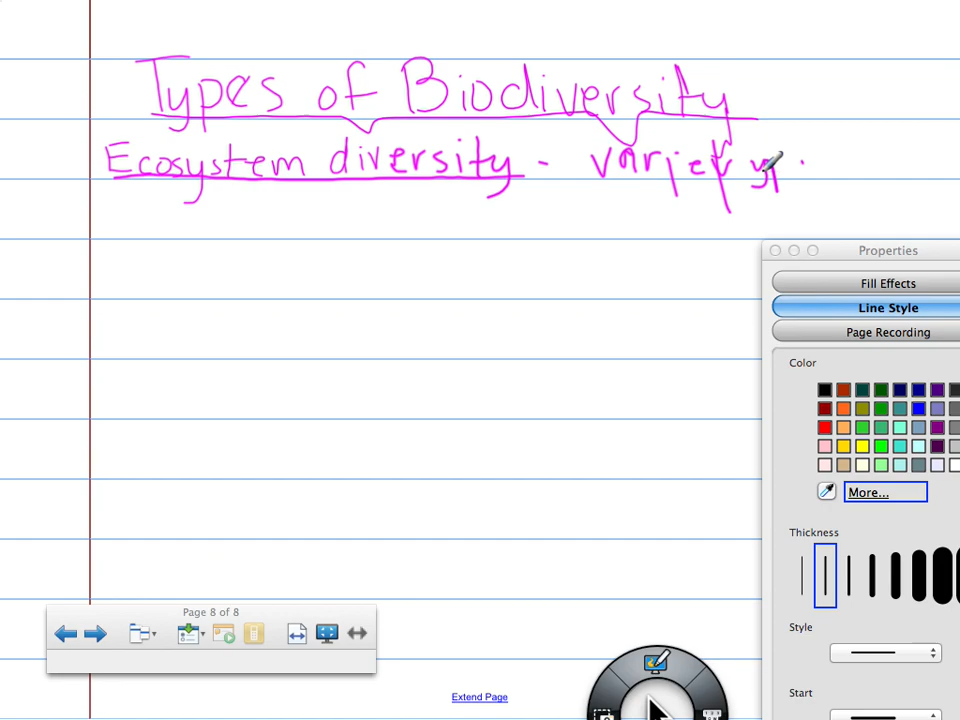 Types of Biodiversity
Ecosystem diversity - variety
Properties
Fill Effects
Line Style
Page Recording
Color
More...
Thickness
Style
Start
Page 8 of 8
Extend Page